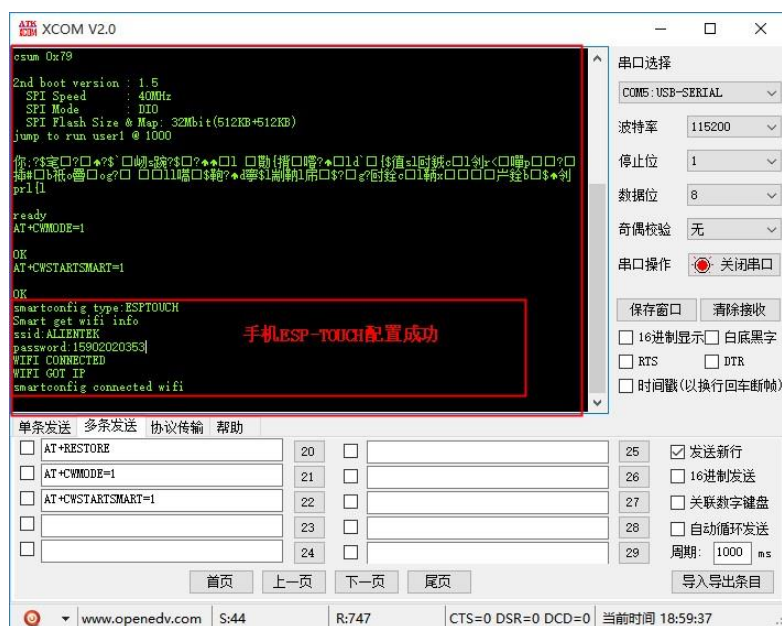 XCOM V2.0
csum 0x79
2nd boot version : 1.5
SPI Speed : 40MHz
SPI Mode : DIO
SPI Flash Size & Map: 32Mbit(512KB+512KB)
jump to run user1 @ 1000
prl{l
ready
AT+CWMODE=1
OK
AT+CWSTARTSMART=1
OK
smartconfig type:ESPTOUCH
Smart get wifi info
ssid:ALIENTEK
password:15902020353
WIFI CONNECTED
WIFI GOT IP
smartconfig connected wifi
手机ESP-TOUCH配置成功
串口选择
COM5:USB-SERIAL
波特率 115200
停止位 1
数据位 8
奇偶校验 无
串口操作 关闭串口
保存窗口 清除接收
16进制显示 白底黑字
RTS DTR
时间戳(以换行回车断帧)
单条发送 多条发送 协议传输 帮助
AT+RESTORE 20 25 发送新行
AT+CWMODE=1 21 26 16进制发送
AT+CWSTARTSMART=1 22 27 关联数字键盘
23 28 自动循环发送
24 29 周期: 1000 ms
首页 上一页 下一页 尾页 导入导出条目
www.openedv.com S:44 R:747 CTS=0 DSR=0 DCD=0 当前时间 18:59:37